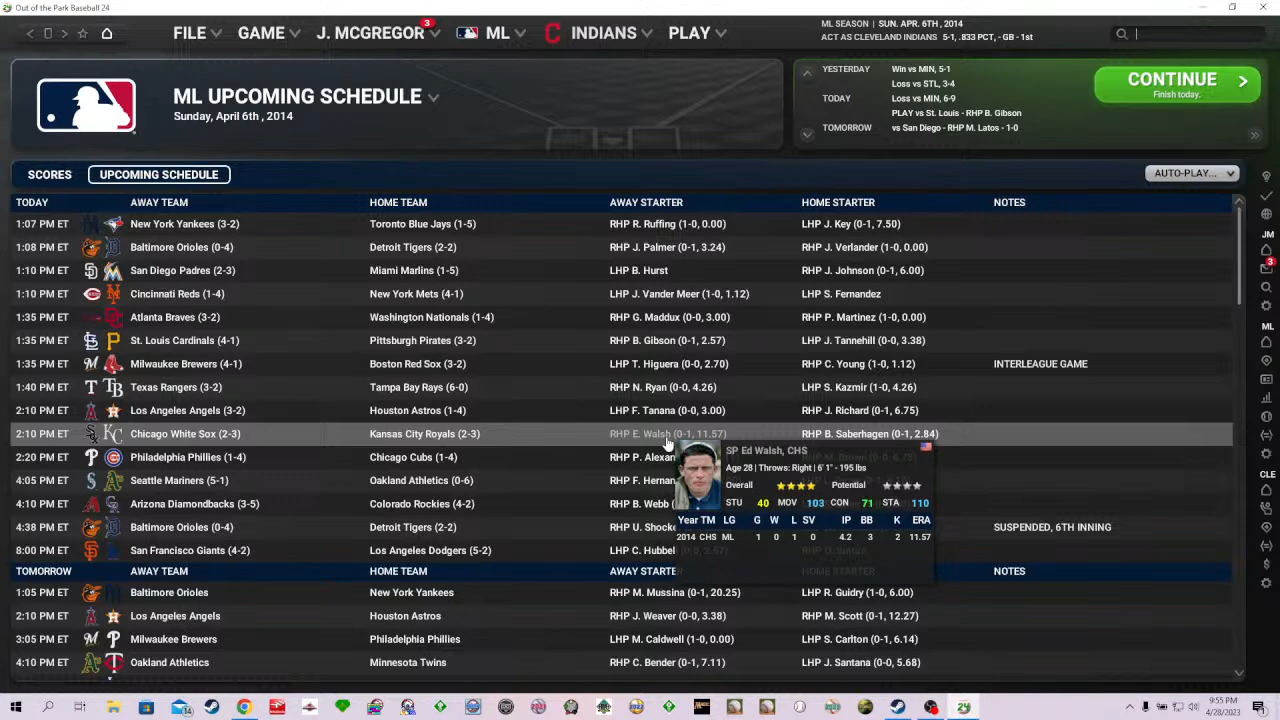 Out of the Park Baseball 24
FILE GAME J. MCGREGOR 3 ML INDIANS PLAY
ML SEASON | SUN. APR. 6TH, 2014
ACT AS CLEVELAND INDIANS 5-1, .833 PCT, - GB - 1st
ML UPCOMING SCHEDULE
Sunday, April 6th , 2014
YESTERDAY Win vs MIN, 5-1
Loss vs STL, 3-4
TODAY Loss vs MIN, 6-9
PLAY vs St. Louis - RHP B. Gibson
TOMORROW vs San Diego - RHP M. Latos - 1-0
CONTINUE
Finish today.
SCORES UPCOMING SCHEDULE AUTO-PLAY...
TODAY AWAY TEAM HOME TEAM AWAY STARTER HOME STARTER NOTES
1:07 PM ET New York Yankees (3-2) Toronto Blue Jays (1-5) RHP R. Ruffing (1-0, 0.00) LHP J. Key (0-1, 7.50)
1:08 PM ET Baltimore Orioles (0-4) Detroit Tigers (2-2) RHP J. Palmer (0-1, 3.24) RHP J. Verlander (1-0, 0.00)
1:10 PM ET San Diego Padres (2-3) Miami Marlins (1-5) LHP B. Hurst RHP J. Johnson (0-1, 6.00)
1:10 PM ET Cincinnati Reds (1-4) New York Mets (4-1) LHP J. Vander Meer (1-0, 1.12) LHP S. Fernandez
1:35 PM ET Atlanta Braves (3-2) Washington Nationals (1-4) RHP G. Maddux (0-0, 3.00) RHP P. Martinez (1-0, 0.00)
1:35 PM ET St. Louis Cardinals (4-1) Pittsburgh Pirates (3-2) RHP B. Gibson (0-1, 2.57) LHP J. Tannehill (0-0, 3.38)
1:35 PM ET Milwaukee Brewers (4-1) Boston Red Sox (3-2) LHP T. Higuera (0-0, 2.70) RHP C. Young (1-0, 1.12) INTERLEAGUE GAME
1:40 PM ET Texas Rangers (3-2) Tampa Bay Rays (6-0) RHP N. Ryan (0-0, 4.26) LHP S. Kazmir (1-0, 4.26)
2:10 PM ET Los Angeles Angels (3-2) Houston Astros (1-4) LHP F. Tanana (0-0, 3.00) RHP J. Richard (0-1, 6.75)
2:10 PM ET Chicago White Sox (2-3) Kansas City Royals (2-3) RHP E. Walsh (0-1, 11.57) RHP B. Saberhagen (0-1, 2.84)
2:20 PM ET Philadelphia Phillies (1-4) Chicago Cubs (1-4) RHP P. Alexan
4:05 PM ET Seattle Mariners (5-1) Oakland Athletics (0-6) RHP F. Hernan
4:10 PM ET Arizona Diamondbacks (3-5) Colorado Rockies (4-2) RHP B. Webb
4:38 PM ET Baltimore Orioles (0-4) Detroit Tigers (2-2) RHP U. Shocke SUSPENDED, 6TH INNING
8:00 PM ET San Francisco Giants (4-2) Los Angeles Dodgers (5-2) LHP C. Hubbel
SP Ed Walsh, CHS
Age 28 | Throws: Right | 6' 1" - 195 lbs
Overall Potential
STU 40 MOV 103 CON 71 STA 110
Year TM LG G W L SV IP BB K ERA
2014 CHS ML 1 0 1 0 4.2 3 2 11.57
TOMORROW AWAY TEAM HOME TEAM AWAY STARTER HOME STARTER NOTES
1:05 PM ET Baltimore Orioles New York Yankees RHP M. Mussina (0-1, 20.25) LHP R. Guidry (1-0, 6.00)
2:10 PM ET Los Angeles Angels Houston Astros RHP J. Weaver (0-0, 3.38) RHP M. Scott (0-1, 12.27)
3:05 PM ET Milwaukee Brewers Philadelphia Phillies LHP M. Caldwell (1-0, 0.00) LHP S. Carlton (0-1, 6.14)
4:10 PM ET Oakland Athletics Minnesota Twins RHP C. Bender (0-1, 7.11) LHP J. Santana (0-0, 5.68)
JM
3
ML
CLE
9:55 PM
4/28/2023